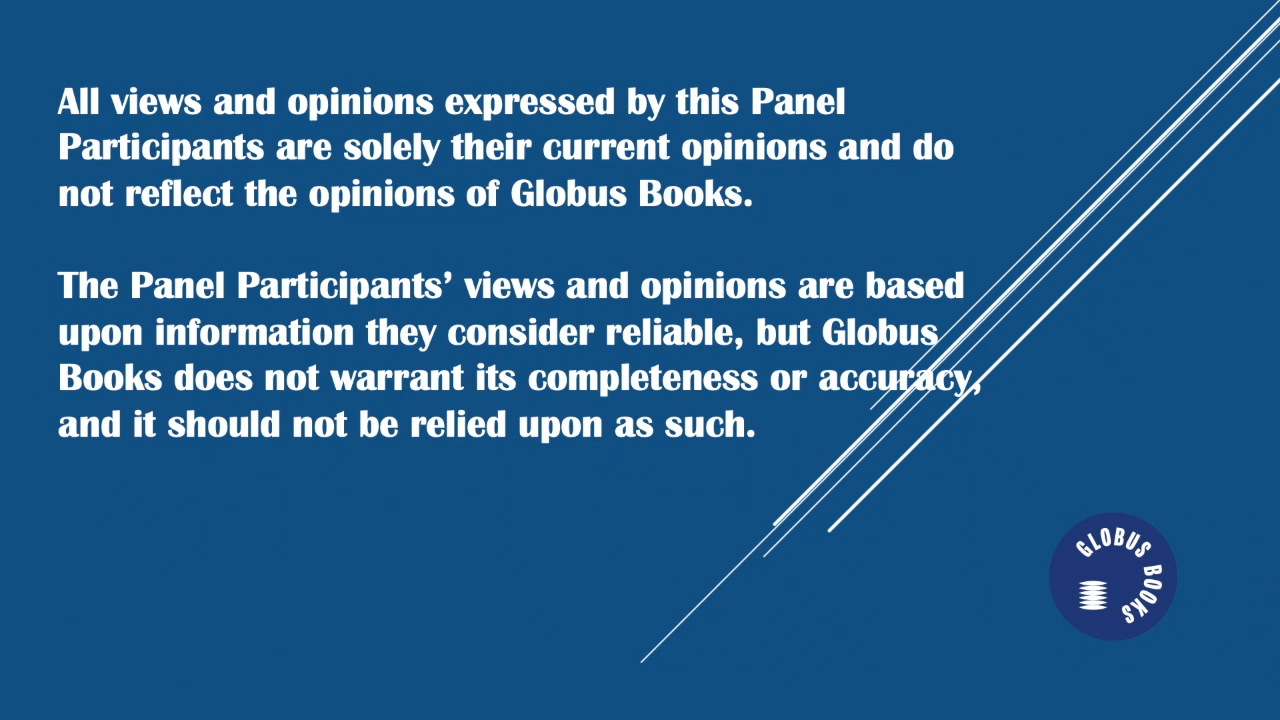 All views and opinions expressed by this Panel
Participants are solely their current opinions and do
not reflect the opinions of Globus Books.
The Panel Participants’ views and opinions are based
upon information they consider reliable, but Globus
Books does not warrant its completeness or accuracy,
and it should not be relied upon as such.
GLOBUS BOOKS